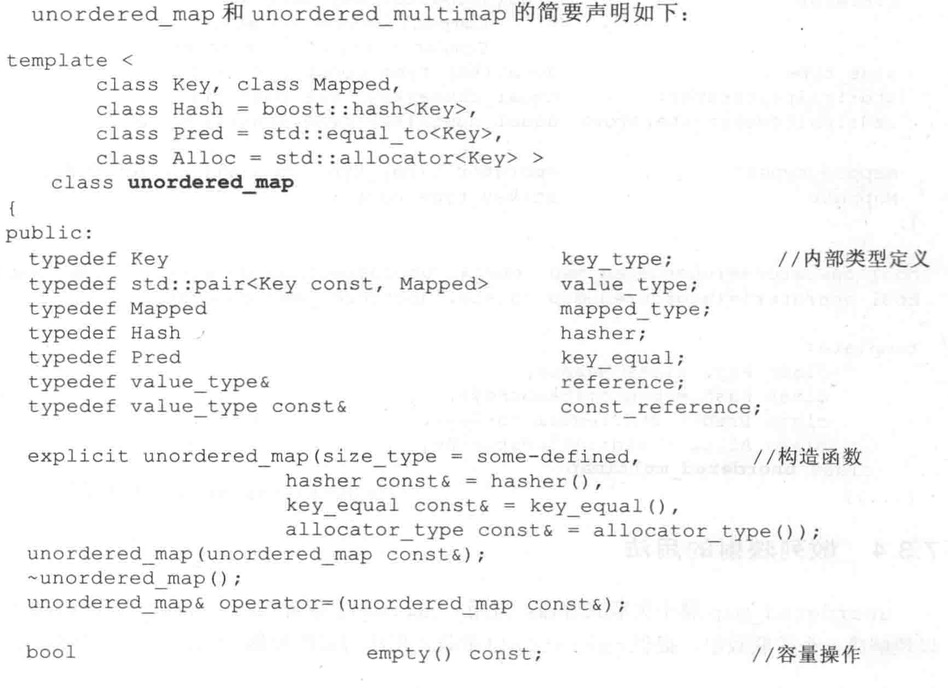 unordered_map 和 unordered_multimap 的简要声明如下：
template <
class Key, class Mapped,
class Hash = boost::hash<Key>,
class Pred = std::equal_to<Key>,
class Alloc = std::allocator<Key> >
class unordered_map
{
public:
typedef Key key_type; //内部类型定义
typedef std::pair<Key const, Mapped> value_type;
typedef Mapped mapped_type;
typedef Hash hasher;
typedef Pred key_equal;
typedef value_type& reference;
typedef value_type const& const_reference;
explicit unordered_map(size_type = some-defined, //构造函数
hasher const& = hasher(),
key_equal const& = key_equal(),
allocator_type const& = allocator_type());
unordered_map(unordered_map const&);
~unordered_map();
unordered_map& operator=(unordered_map const&);
bool empty() const; //容量操作